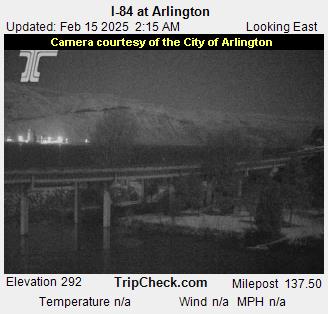 I-84 at Arlington
Updated: Feb 15 2025 2:15 AM Looking East
Camera courtesy of the City of Arlington
Elevation 292 TripCheck.com Milepost 137.50
Temperature n/a Wind n/a MPH n/a